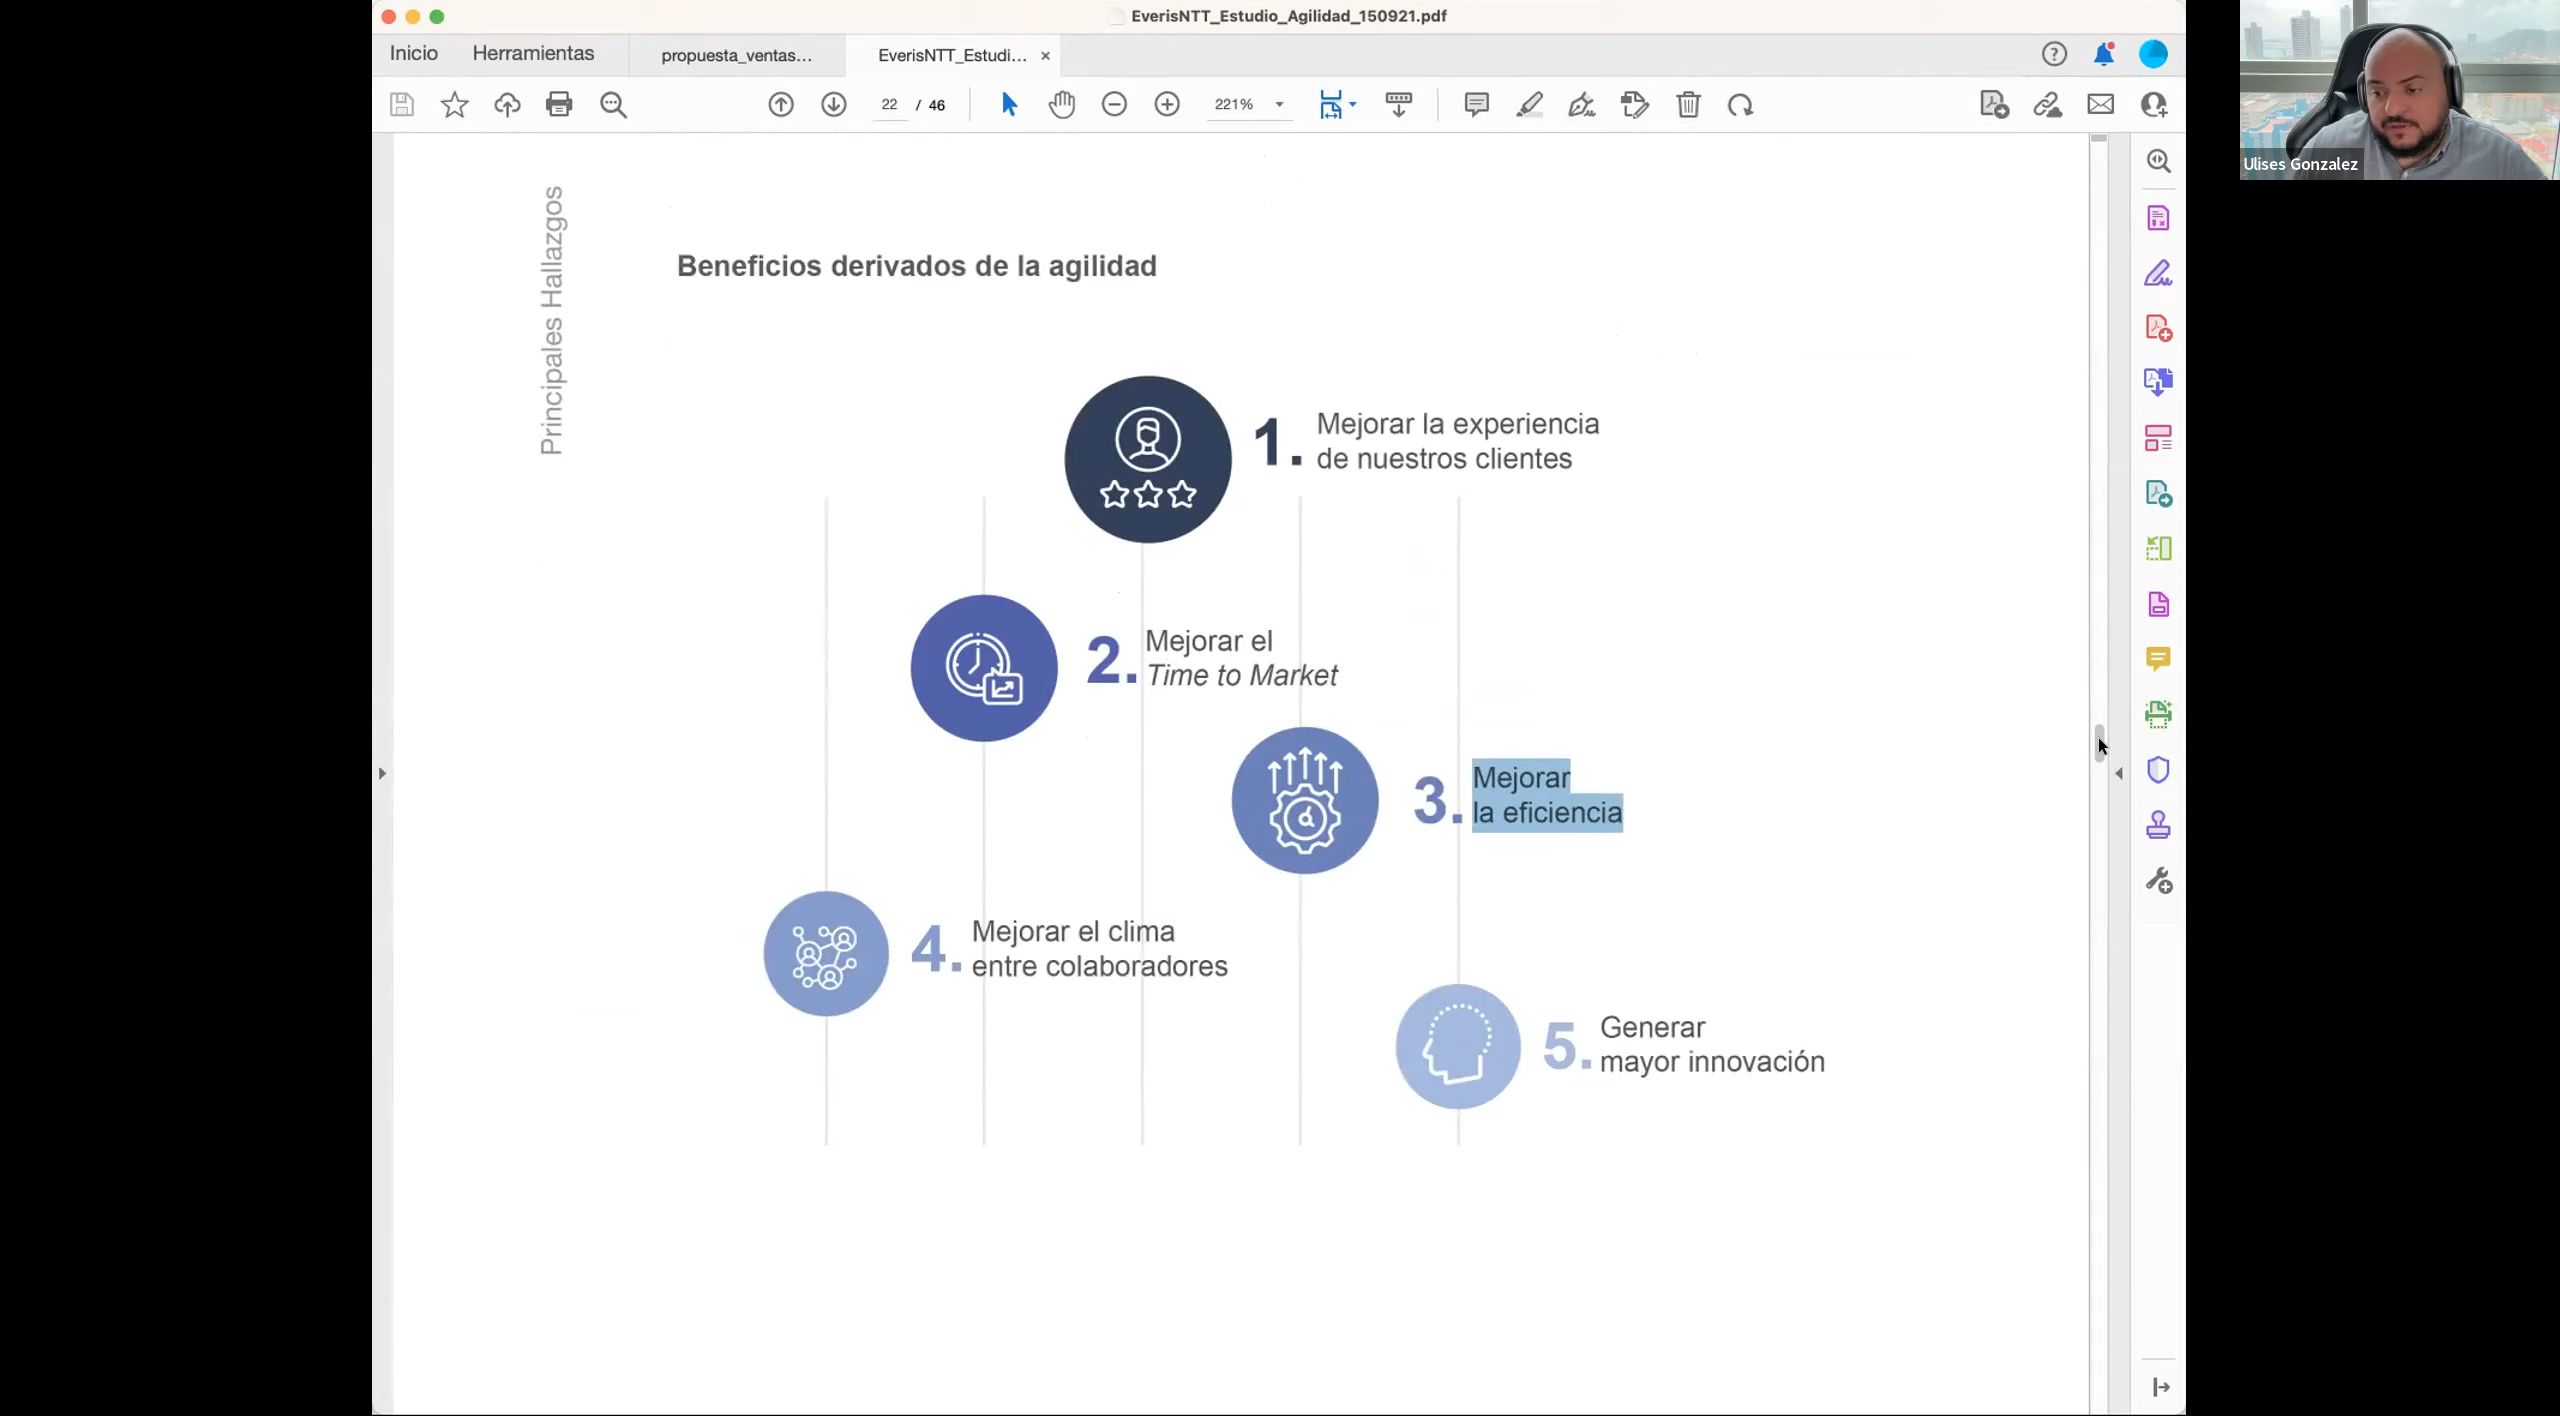 EverisNTT_Estudio_Agilidad_150921.pdf
Inicio
Herramientas
propuesta_ventas...
EverisNTT_Estudi...
22 / 46
221%
Ulises Gonzalez
Principales Hallazgos
Beneficios derivados de la agilidad
1. Mejorar la experiencia
de nuestros clientes
2. Mejorar el
Time to Market
3. Mejorar
la eficiencia
4. Mejorar el clima
entre colaboradores
5. Generar
mayor innovación